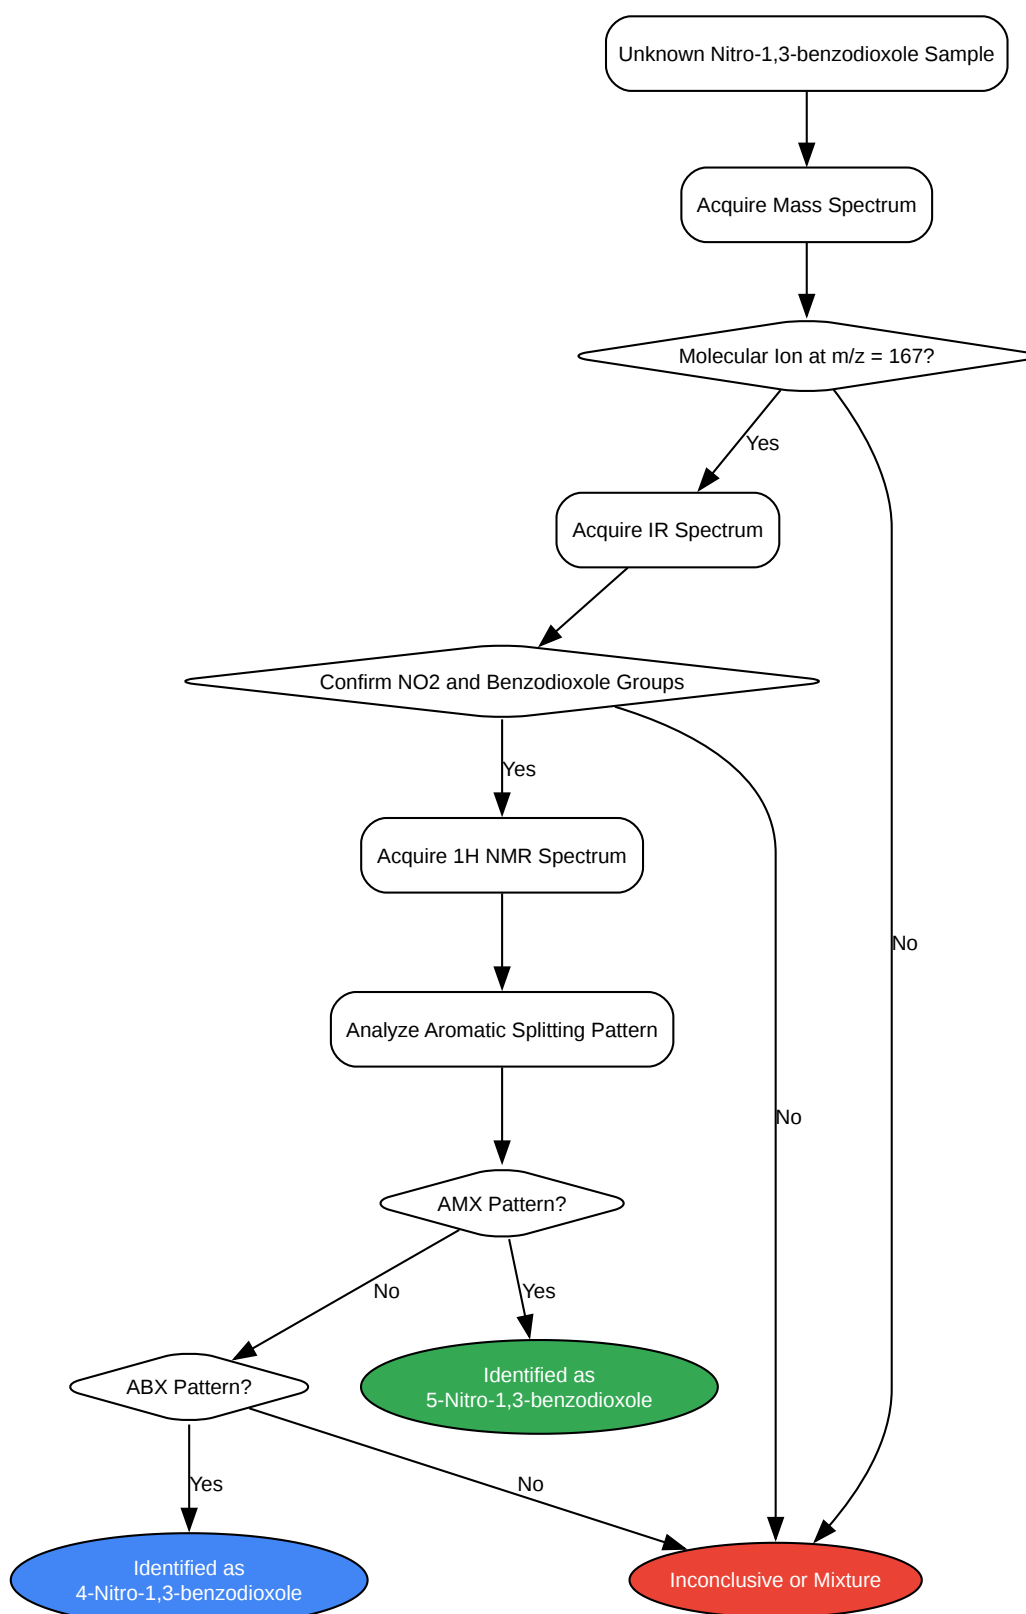 Unknown Nitro-1,3-benzodioxole Sample
Acquire Mass Spectrum
Molecular Ion at m/z = 167?
Yes
Acquire IR Spectrum
Confirm NO2 and Benzodioxole Groups
Yes
Acquire 1H NMR Spectrum
No
Analyze Aromatic Splitting Pattern
No
AMX Pattern?
No
Yes
Identified as
5-Nitro-1,3-benzodioxole
ABX Pattern?
Yes
No
Identified as
4-Nitro-1,3-benzodioxole
Inconclusive or Mixture